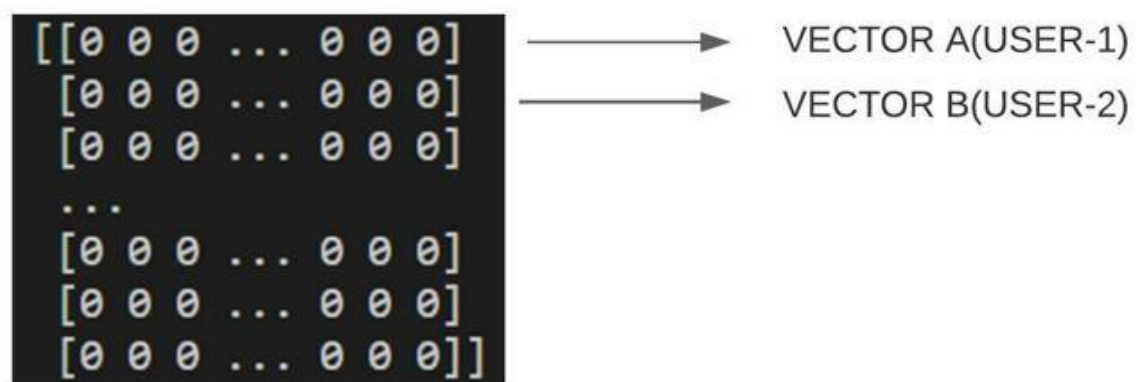 [[0 0 0 ... 0 0 0] VECTOR A(USER-1)
[0 0 0 ... 0 0 0] VECTOR B(USER-2)
[0 0 0 ... 0 0 0]
...
[0 0 0 ... 0 0 0]
[0 0 0 ... 0 0 0]
[0 0 0 ... 0 0 0]]